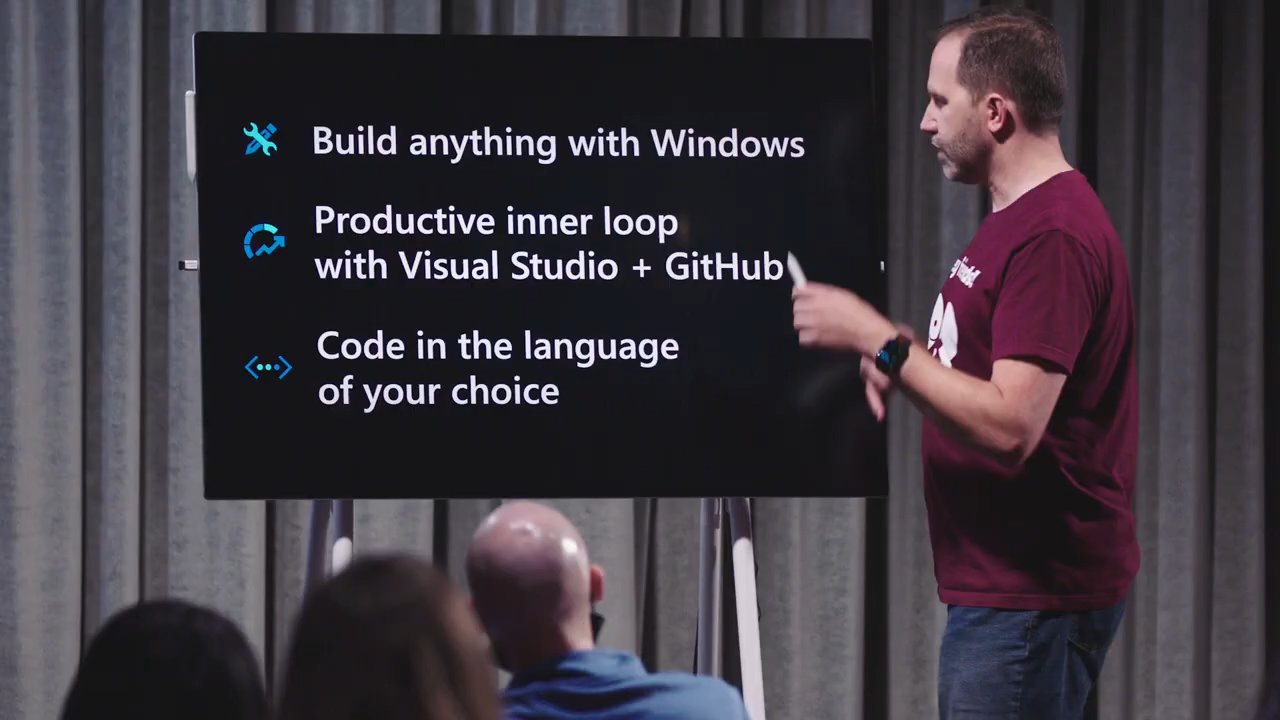 Build anything with Windows
Productive inner loop
with Visual Studio + GitHub
Code in the language
of your choice